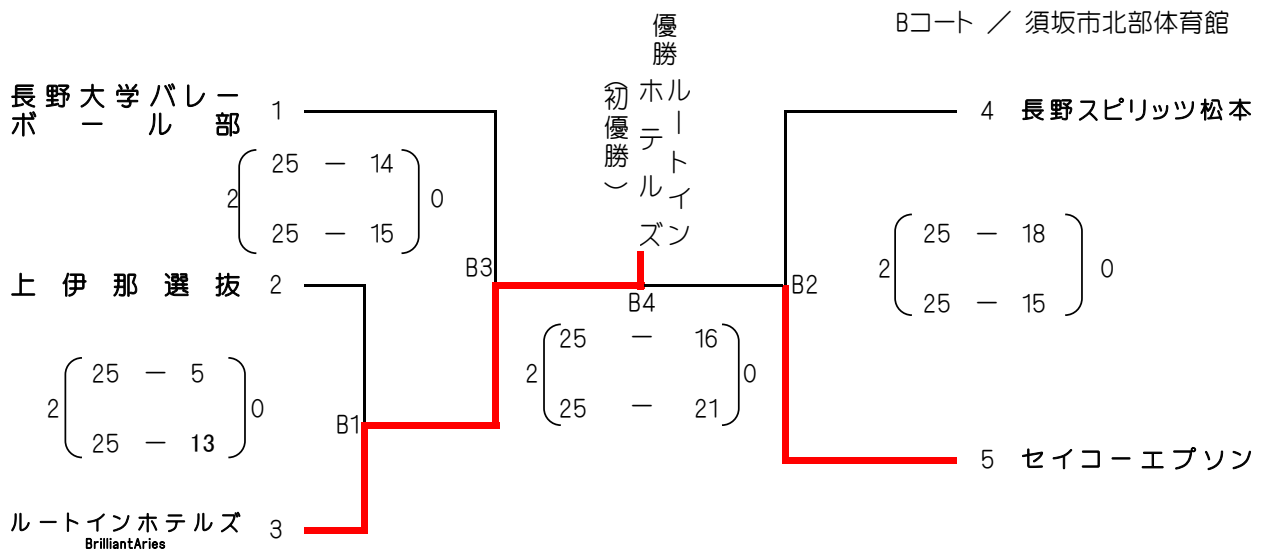 Bコート ／ 須坂市北部体育館
優勝
ルートイン
ホテルズ
（初優勝）
長野大学バレー
ボール部
1
2
25 － 14
25 － 15
0
B3
上伊那選抜
2
2
25 － 5
25 － 13
0
B1
ルートインホテルズ
BrilliantAries
3
B4
2
25 － 16
25 － 21
0
4
長野スピリッツ松本
B2
2
25 － 18
25 － 15
0
5
セイコーエプソン